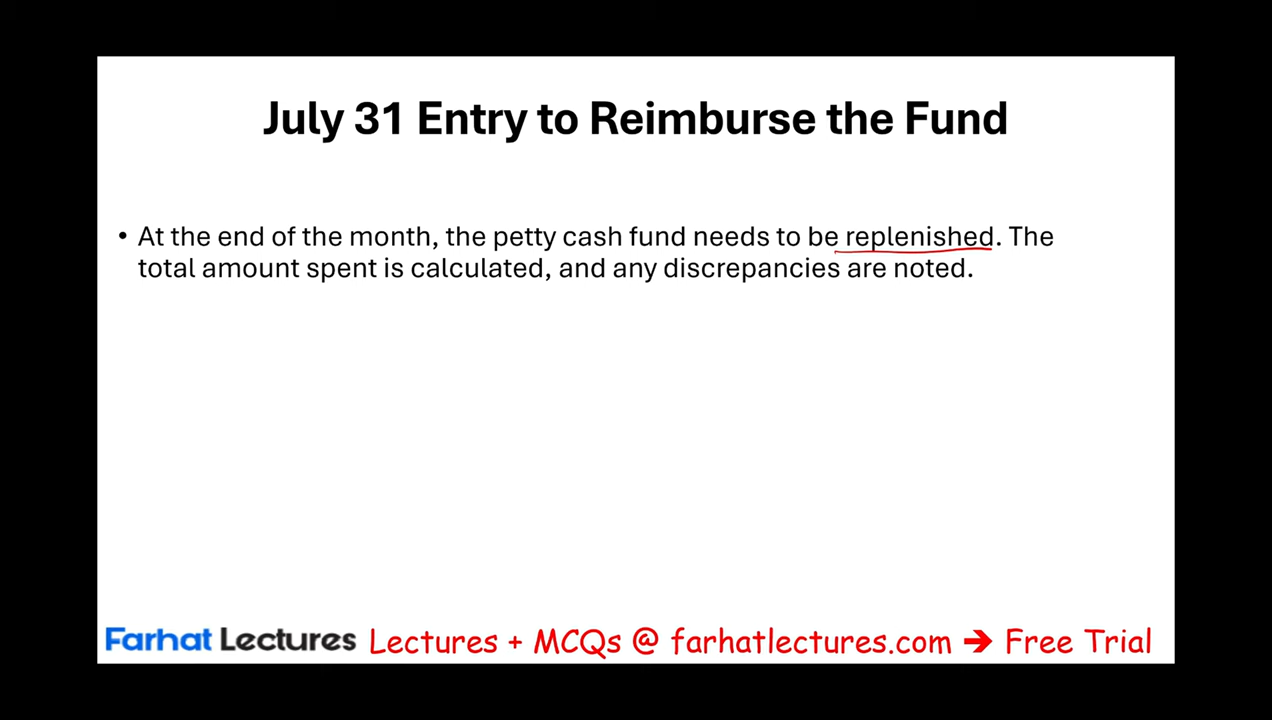 July 31 Entry to Reimburse the Fund
• At the end of the month, the petty cash fund needs to be replenished. The
total amount spent is calculated, and any discrepancies are noted.
Farhat Lectures Lectures + MCQs @ farhatlectures.com ➔ Free Trial